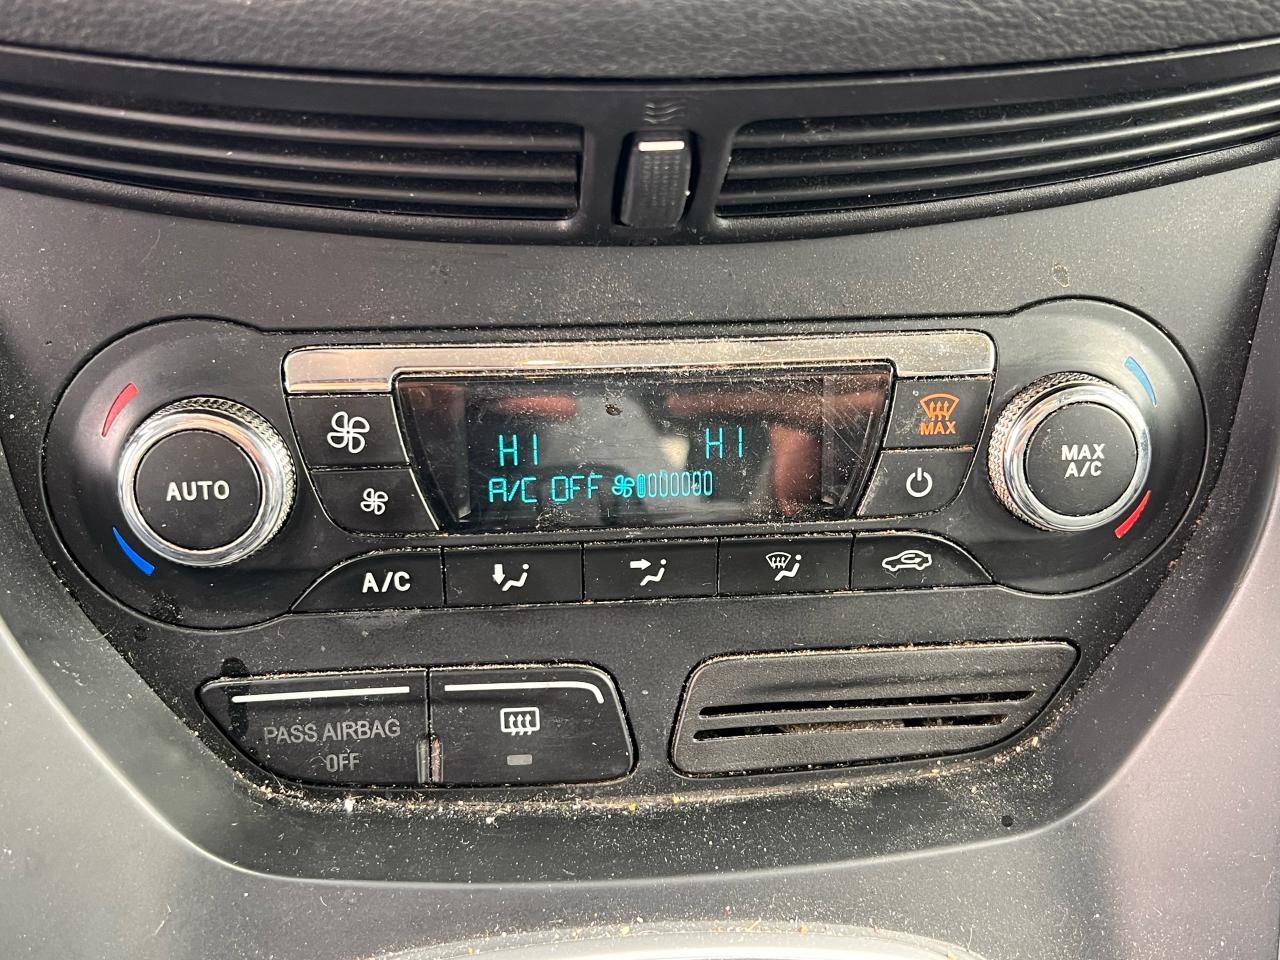 HI HI
A/C OFF
MAX
AUTO
MAX
A/C
A/C
PASS AIRBAG
OFF